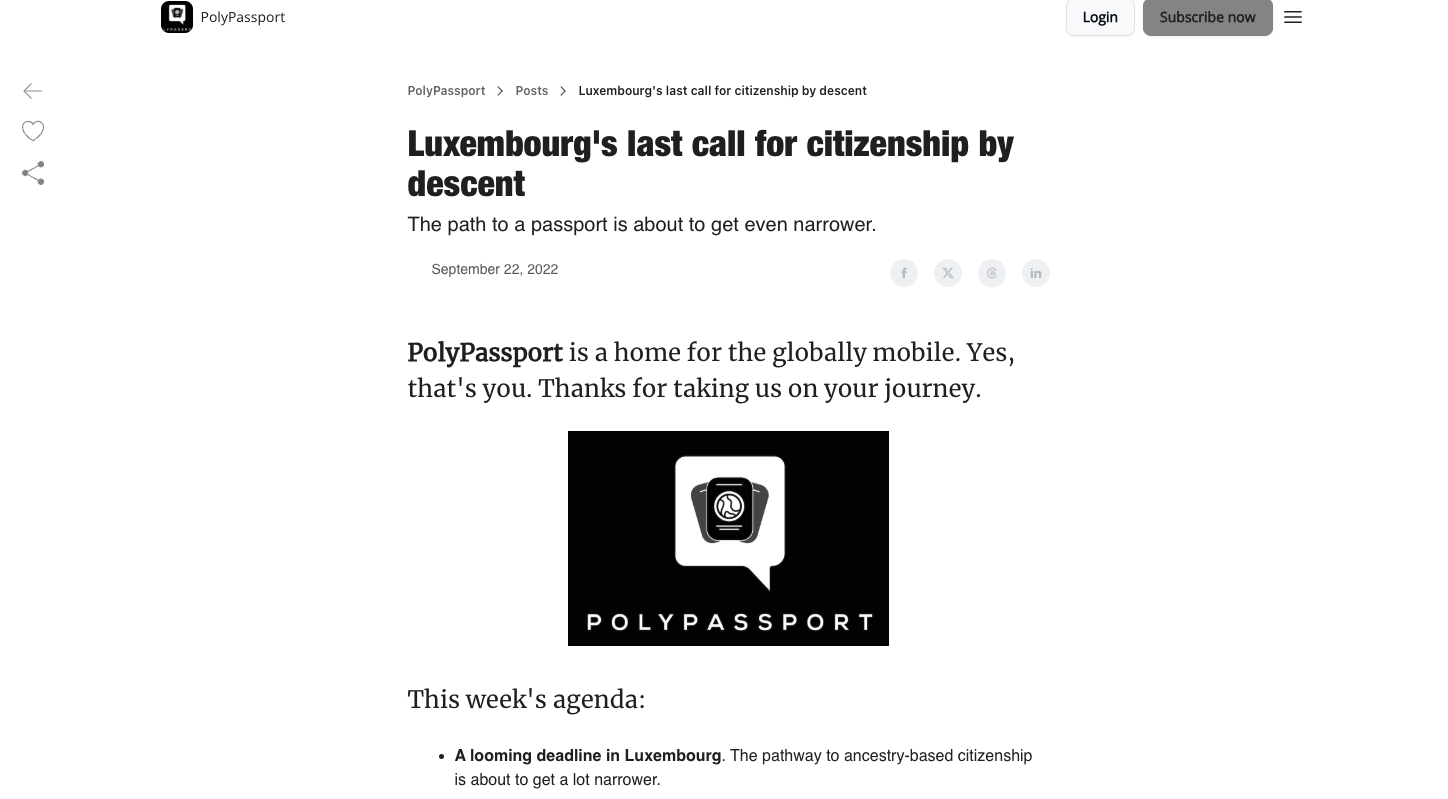 PolyPassport
Login
Subscribe now
PolyPassport > Posts > Luxembourg's last call for citizenship by descent
Luxembourg's last call for citizenship by
descent
The path to a passport is about to get even narrower.
September 22, 2022
PolyPassport is a home for the globally mobile. Yes,
that's you. Thanks for taking us on your journey.
POLYPASSPORT
This week's agenda:
• A looming deadline in Luxembourg. The pathway to ancestry-based citizenship
is about to get a lot narrower.